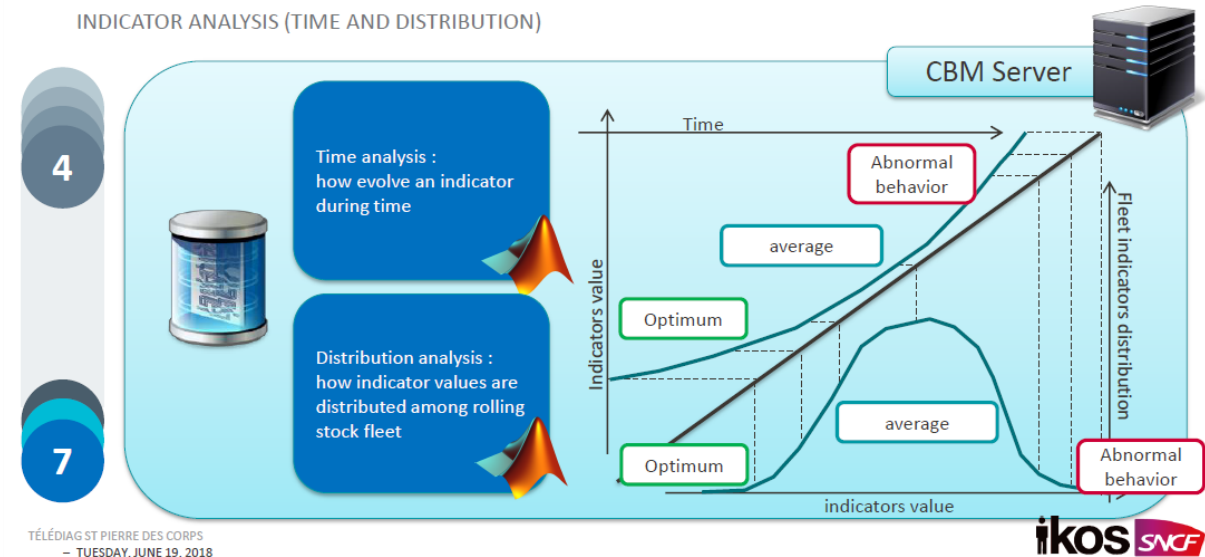 INDICATOR ANALYSIS (TIME AND DISTRIBUTION)
CBM Server
4
Time analysis :
how evolve an indicator
during time
Distribution analysis :
how indicator values are
distributed among rolling
stock fleet
7
Time
Abnormal
behavior
average
Optimum
Indicators value
Fleet indicators distribution
average
Optimum
Abnormal
behavior
indicators value
TÉLÉDIAG ST PIERRE DES CORPS
– TUESDAY, JUNE 19, 2018
ikos
SNCF